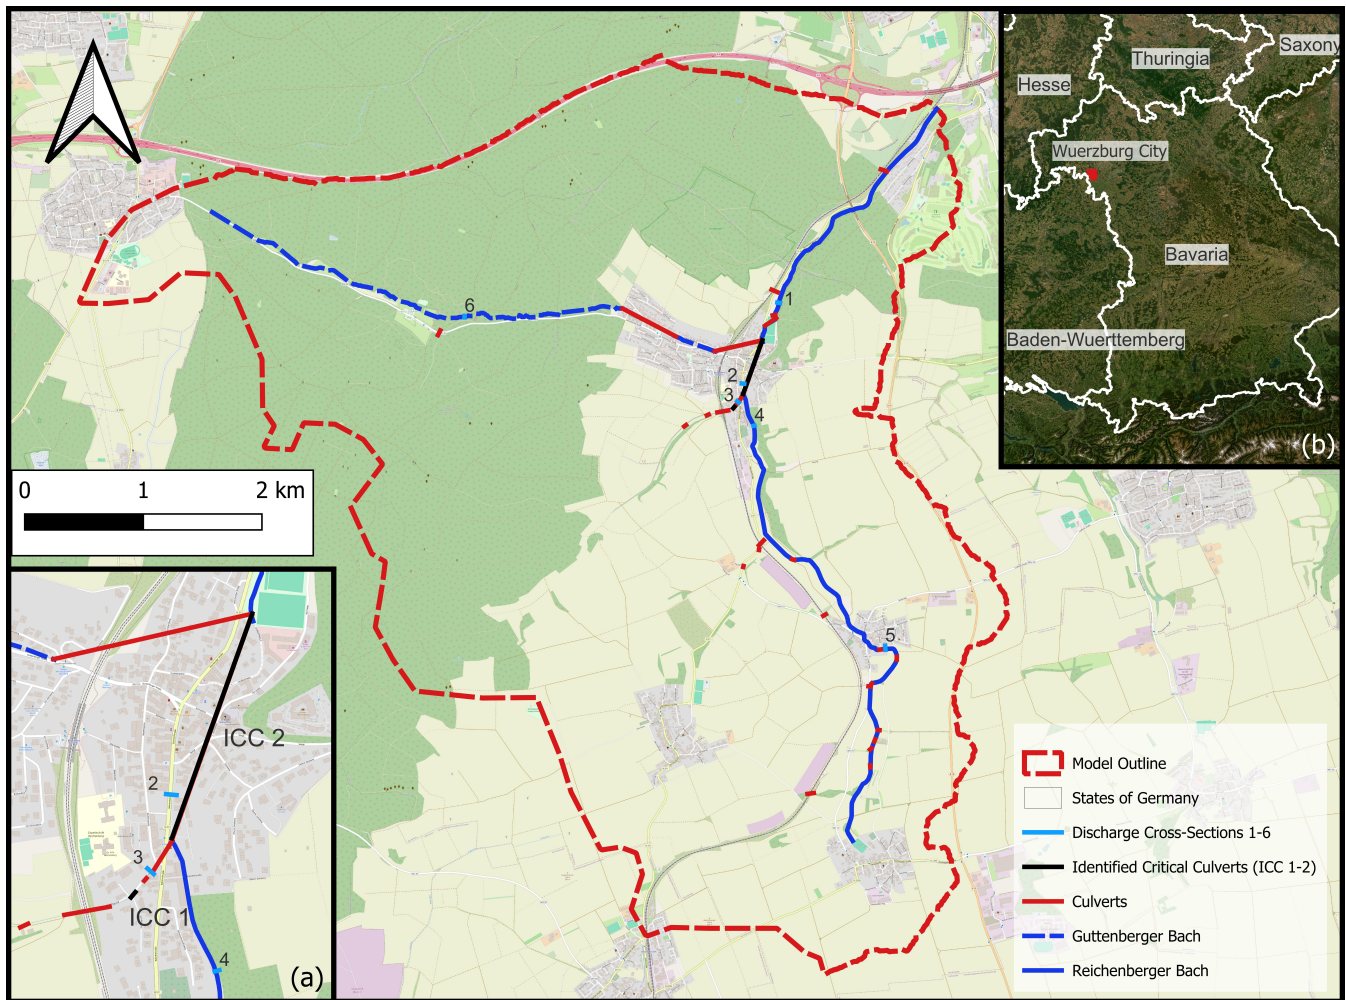 Thuringia
Saxony
Hesse
Wuerzburg City
Bavaria
Baden-Wuerttemberg
(b)
6
1
2
3
4
5
0 1 2 km
ICC 2
2
3
ICC 1
4
(a)
Model Outline
States of Germany
Discharge Cross-Sections 1-6
Identified Critical Culverts (ICC 1-2)
Culverts
Guttenberger Bach
Reichenberger Bach